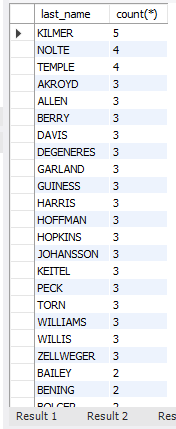 last_name count(*)
KILMER 5
NOLTE 4
TEMPLE 4
AKROYD 3
ALLEN 3
BERRY 3
DAVIS 3
DEGENERES 3
GARLAND 3
GUINESS 3
HARRIS 3
HOFFMAN 3
HOPKINS 3
JOHANSSON 3
KEITEL 3
PECK 3
TORN 3
WILLIAMS 3
WILLIS 3
ZELLWEGER 3
BAILEY 2
BENING 2
BOLGER 2
Result 1 Result 2 Res